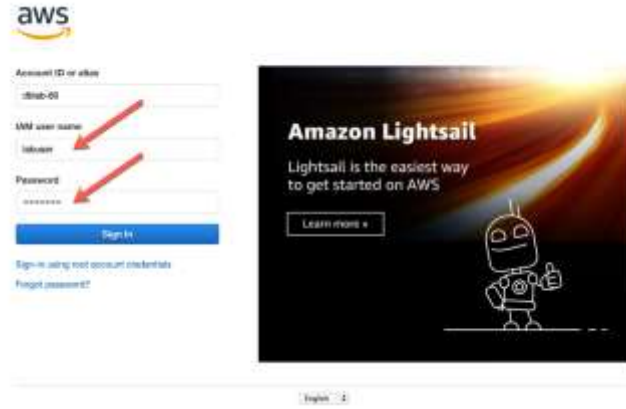 aws
Account ID or alias
IAM user name
labuser
Password
Sign In
Sign-in using root account credentials
Forgot password?
Amazon Lightsail
Lightsail is the easiest way
to get started on AWS
Learn more »
English